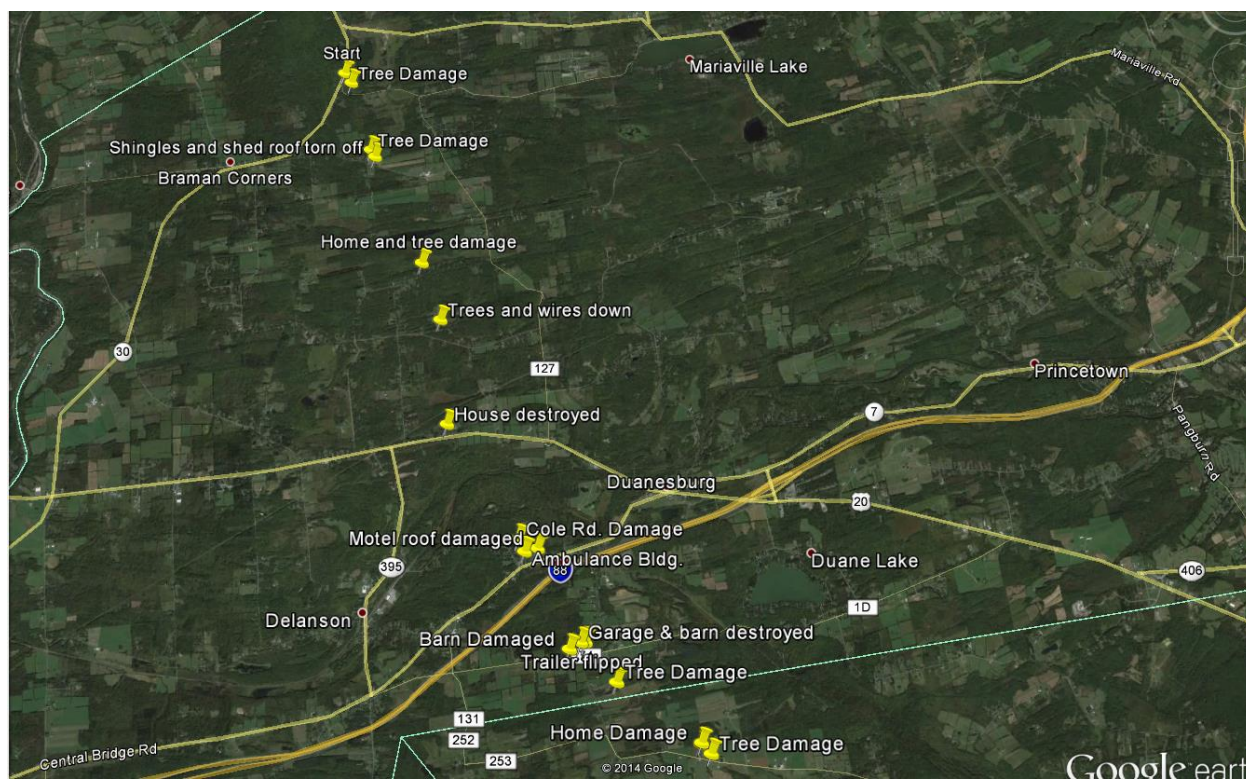 Start
Tree Damage
Mariaville Lake
Mariaville Rd
Tree Damage
Shingles and shed roof torn off
Braman Corners
Home and tree damage
Trees and wires down
30
127
Princetown
House destroyed
7
Pangburn Rd
Duanesburg
20
Cole Rd. Damage
Motel roof damaged
Ambulance Bldg.
88
395
Duane Lake
406
1D
Delanson
Garage & barn destroyed
Barn Damaged
Trailer flipped
Tree Damage
131
252
253
Home Damage
Tree Damage
Central Bridge Rd
© 2014 Google
Google eart